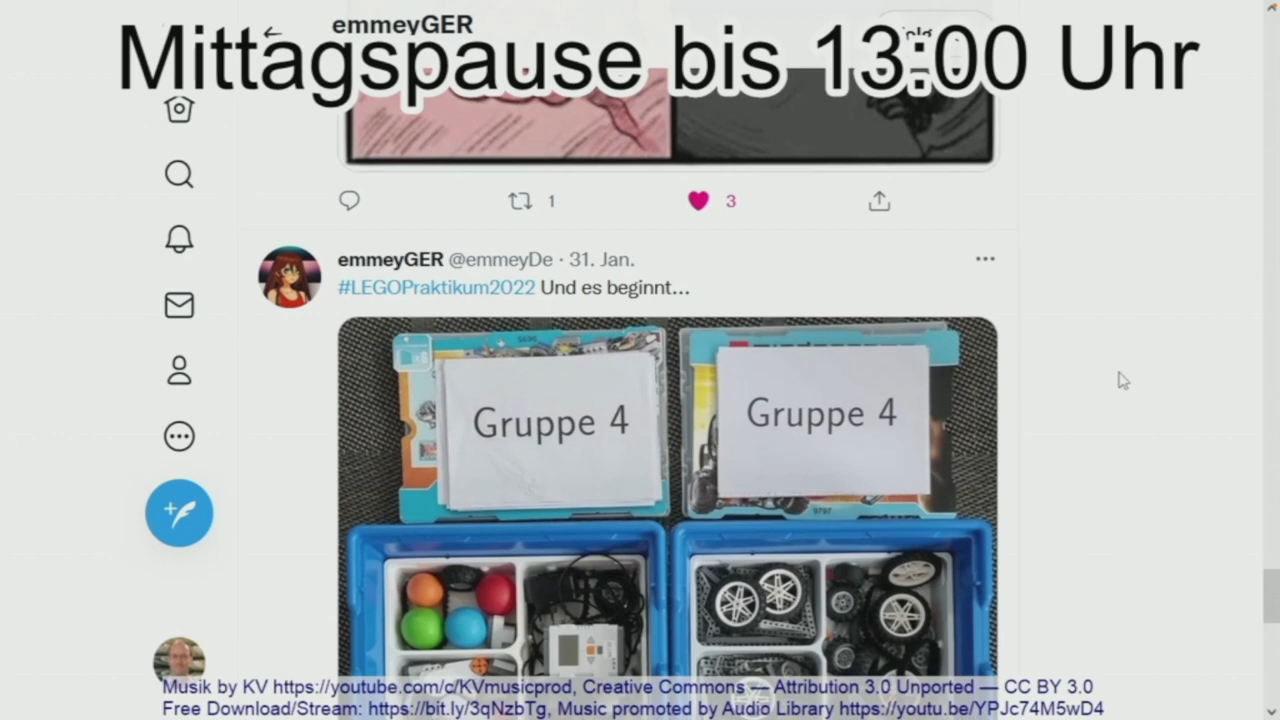 emmeyGER
Mittagspause bis 13:00 Uhr
1
3
emmeyGER @emmeyDe · 31. Jan.
#LEGOPraktikum2022 Und es beginnt...
Gruppe 4
Gruppe 4
9797
Musik by KV https://youtube.com/c/KVmusicprod, Creative Commons — Attribution 3.0 Unported — CC BY 3.0
Free Download/Stream: https://bit.ly/3qNzbTg, Music promoted by Audio Library https://youtu.be/YPJc74M5wD4